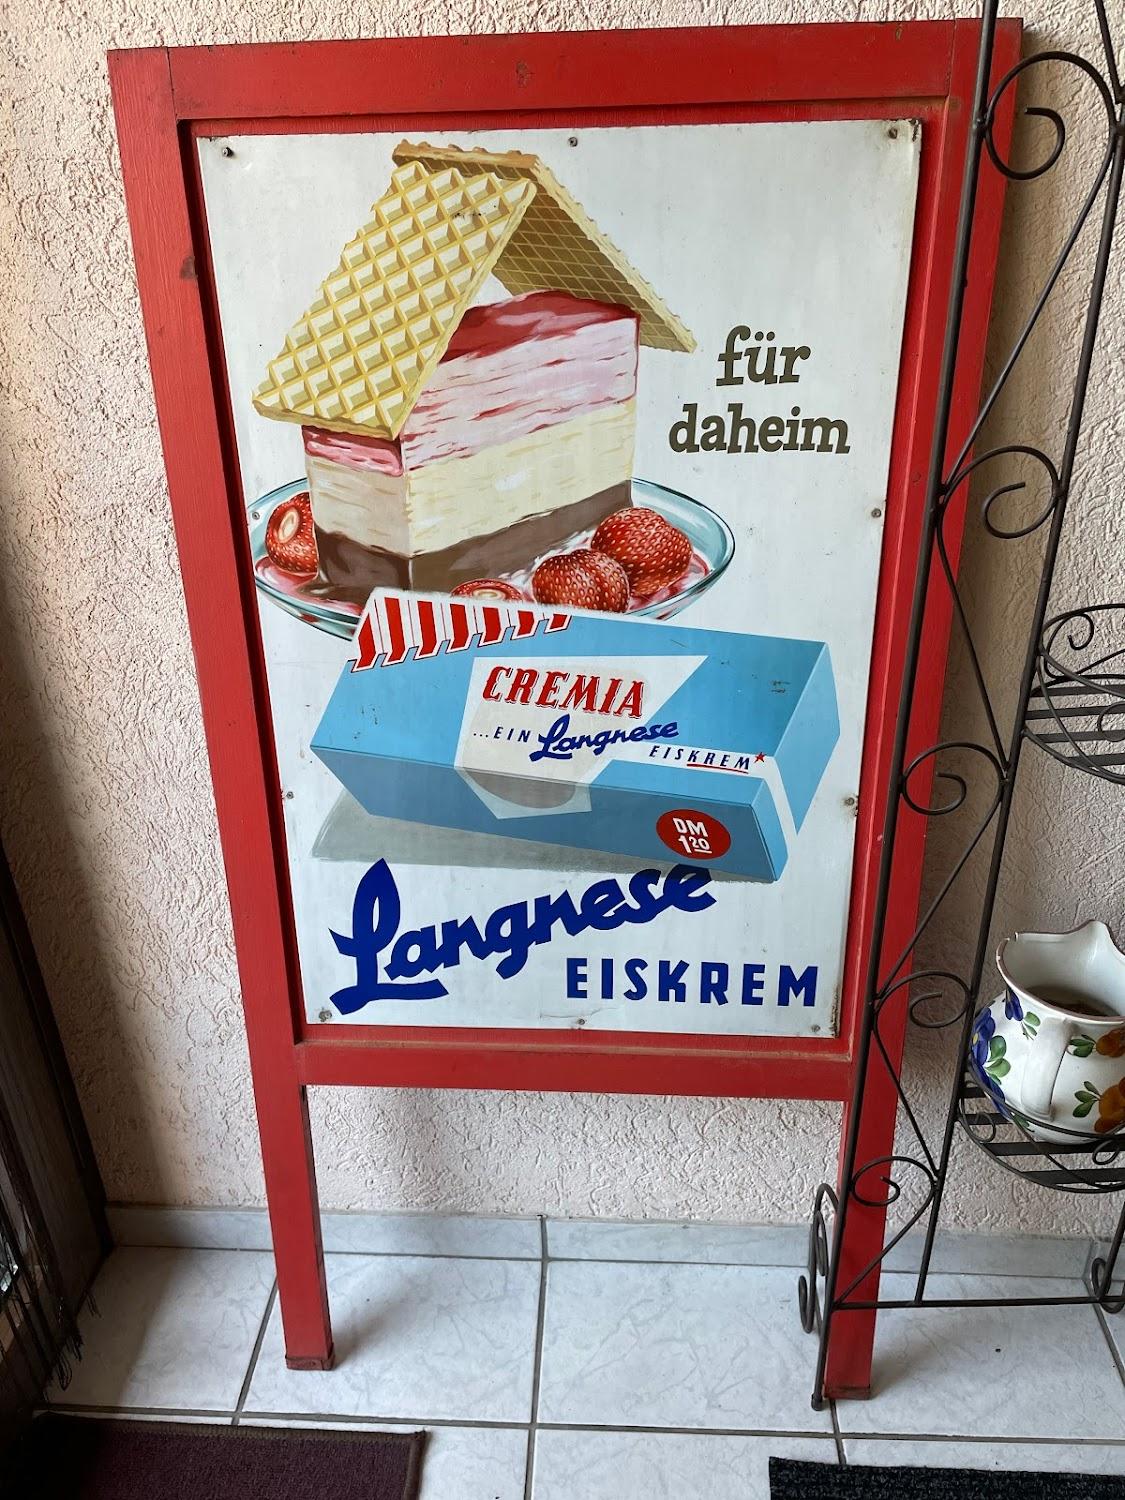 für
daheim
CREMIA
...EIN Langnese
EISKREM*
DM
1 20
Langnese
EISKREM